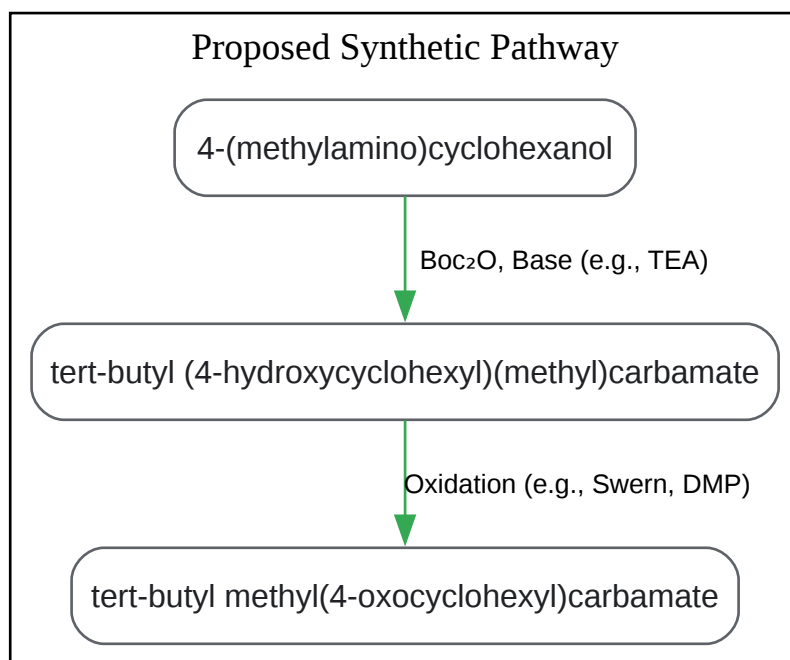 Proposed Synthetic Pathway
4-(methylamino)cyclohexanol
Boc₂O, Base (e.g., TEA)
tert-butyl (4-hydroxycyclohexyl)(methyl)carbamate
Oxidation (e.g., Swern, DMP)
tert-butyl methyl(4-oxocyclohexyl)carbamate